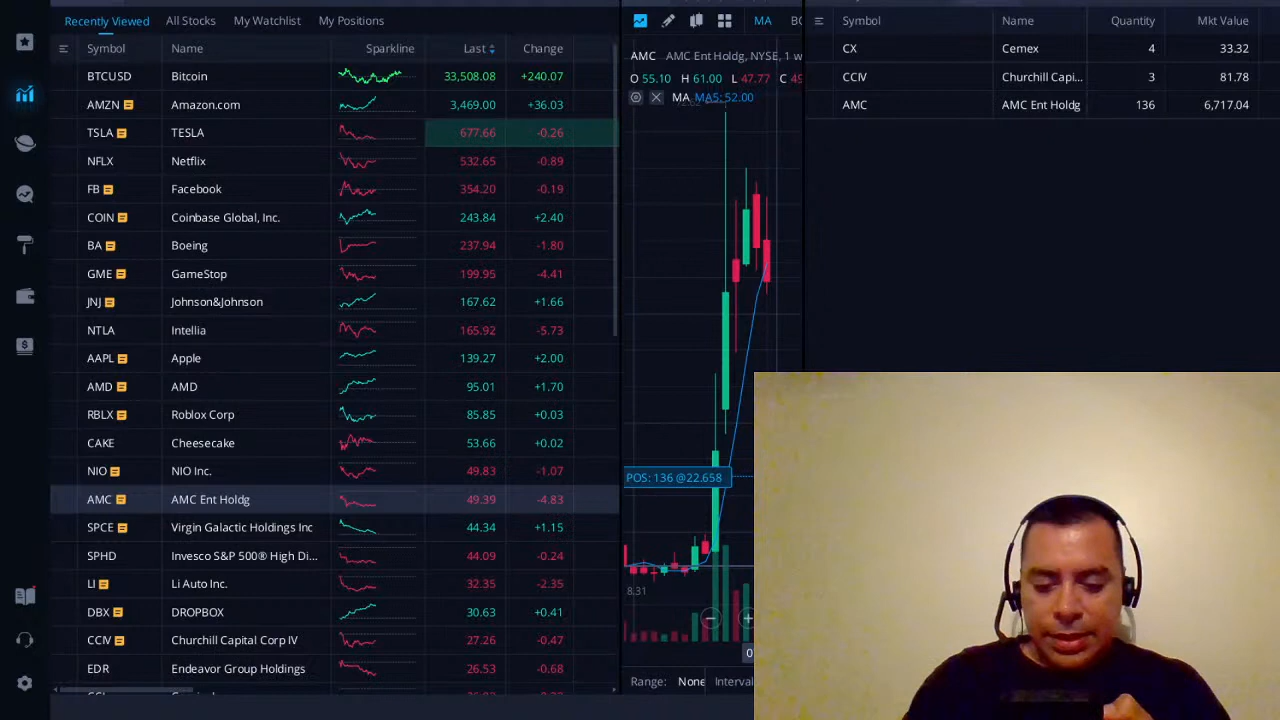 Recently Viewed All Stocks My Watchlist My Positions
Symbol Name Sparkline Last Change
BTCUSD Bitcoin 33,508.08 +240.07
AMZN Amazon.com 3,469.00 +36.03
TSLA TESLA 677.66 -0.26
NFLX Netflix 532.65 -0.89
FB Facebook 354.20 -0.19
COIN Coinbase Global, Inc. 243.84 +2.40
BA Boeing 237.94 -1.80
GME GameStop 199.95 -4.41
JNJ Johnson&Johnson 167.62 +1.66
NTLA Intellia 165.92 -5.73
AAPL Apple 139.27 +2.00
AMD AMD 95.01 +1.70
RBLX Roblox Corp 85.85 +0.03
CAKE Cheesecake 53.66 +0.02
NIO NIO Inc. 49.83 -1.07
AMC AMC Ent Holdg 49.39 -4.83
SPCE Virgin Galactic Holdings Inc 44.34 +1.15
SPHD Invesco S&P 500® High Di... 44.09 -0.24
LI Li Auto Inc. 32.35 -2.35
DBX DROPBOX 30.63 +0.41
CCIV Churchill Capital Corp IV 27.26 -0.47
EDR Endeavor Group Holdings 26.53 -0.68
MA
AMC AMC Ent Holdg, NYSE, 1 w
O 55.10 H 61.00 L 47.77 C 49
MA MA5: 52.00
POS: 136 @22.658
8.31
Range: None Interval
Symbol Name Quantity Mkt Value
CX Cemex 4 33.32
CCIV Churchill Capi... 3 81.78
AMC AMC Ent Holdg 136 6,717.04